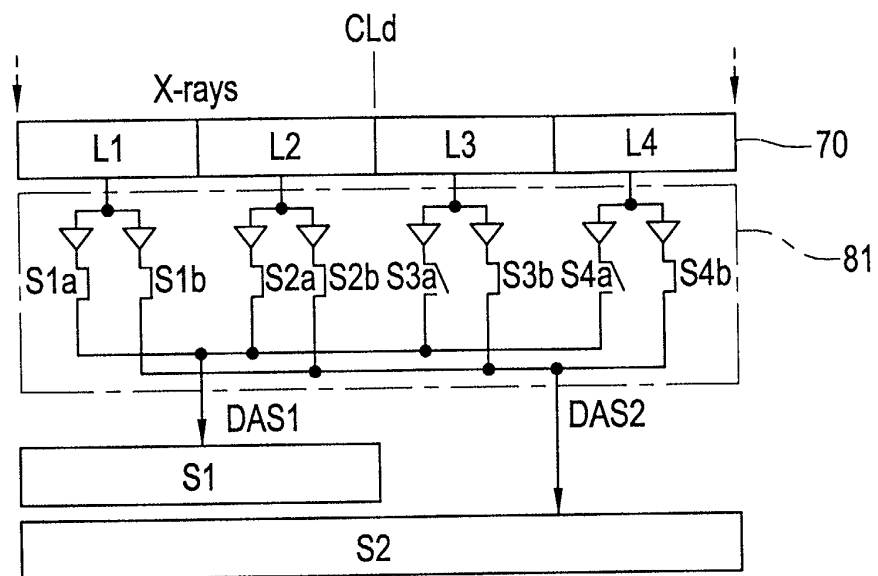 CLd
X-rays
L1 L2 L3 L4 70
S1a S1b S2a S2b S3a S3b S4a S4b 81
DAS1 DAS2
S1
S2